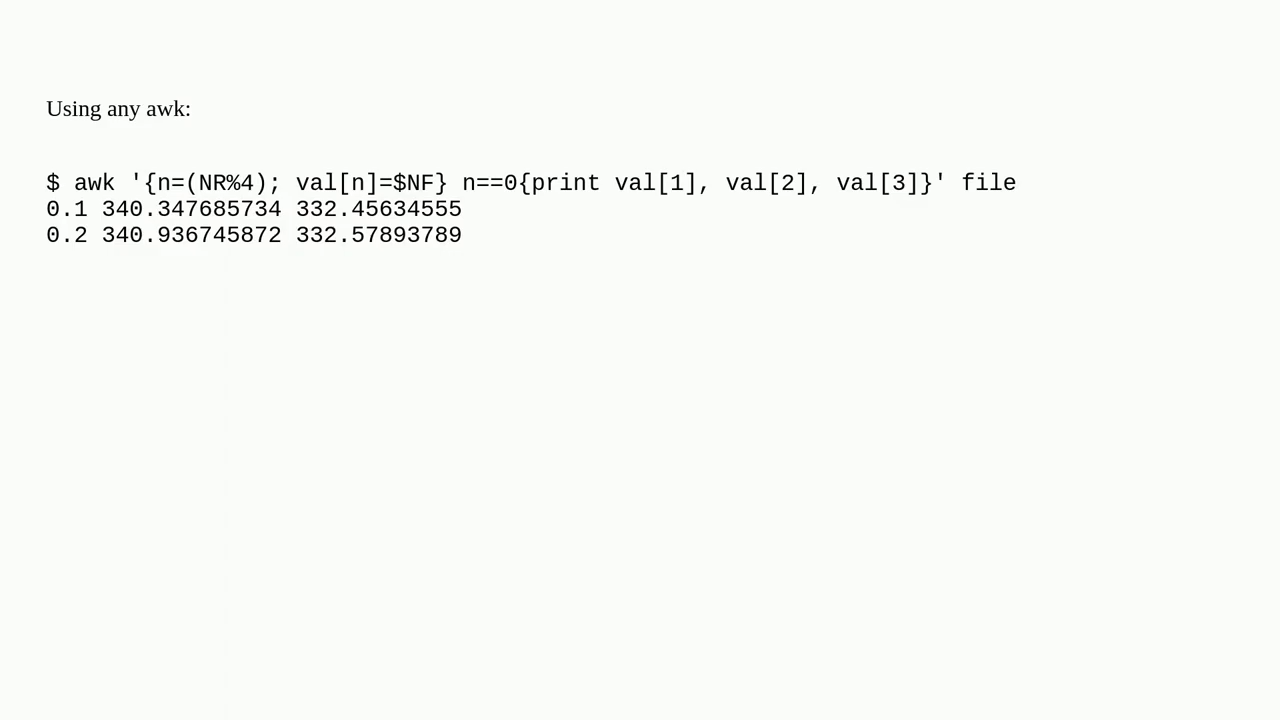 Using any awk:
$ awk '{n=(NR%4); val[n]=$NF} n==0{print val[1], val[2], val[3]}' file
0.1 340.347685734 332.45634555
0.2 340.936745872 332.57893789